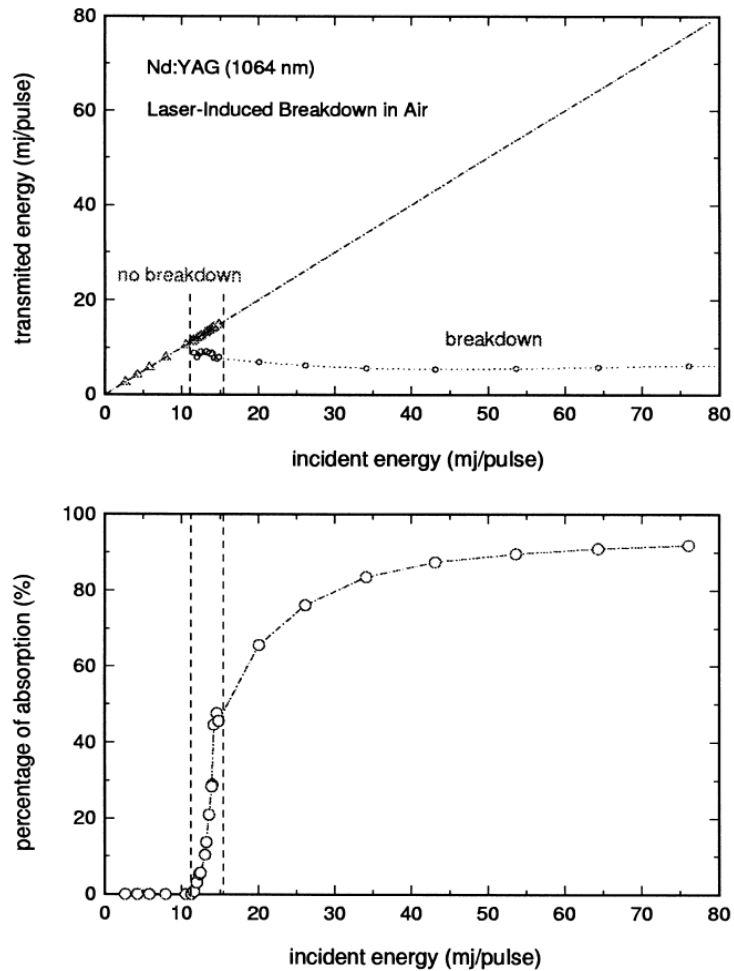 80
60
40
20
0
transmited energy (mj/pulse)
Nd:YAG (1064 nm)
Laser-Induced Breakdown in Air
no breakdown
breakdown
0 10 20 30 40 50 60 70 80
incident energy (mj/pulse)
100
80
60
40
20
0
percentage of absorption (%)
0 10 20 30 40 50 60 70 80
incident energy (mj/pulse)